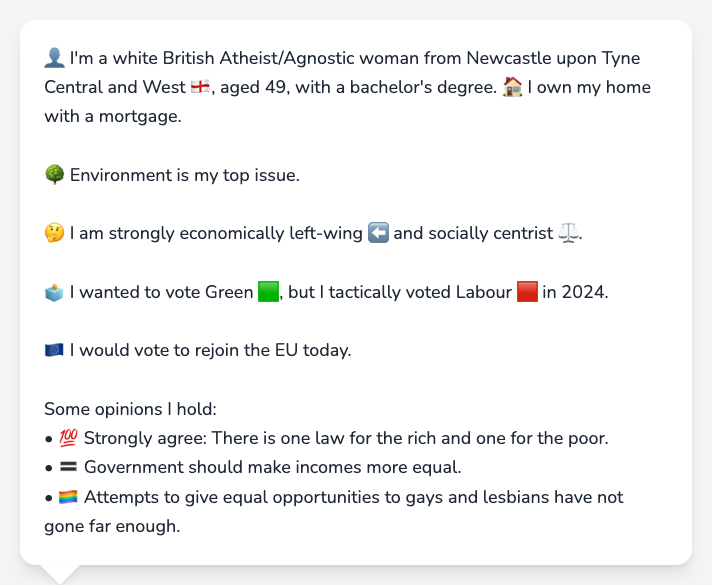 👤 I'm a white British Atheist/Agnostic woman from Newcastle upon Tyne
Central and West 🏴󠁧󠁢󠁥󠁮󠁧󠁿, aged 49, with a bachelor's degree. 🏠 I own my home
with a mortgage.
🌳 Environment is my top issue.
🤔 I am strongly economically left-wing ⬅️ and socially centrist ⚖️.
🗳️ I wanted to vote Green 🟩, but I tactically voted Labour 🟥 in 2024.
🇪🇺 I would vote to rejoin the EU today.
Some opinions I hold:
• 💯 Strongly agree: There is one law for the rich and one for the poor.
• 🟰 Government should make incomes more equal.
• 🏳️‍🌈 Attempts to give equal opportunities to gays and lesbians have not
gone far enough.